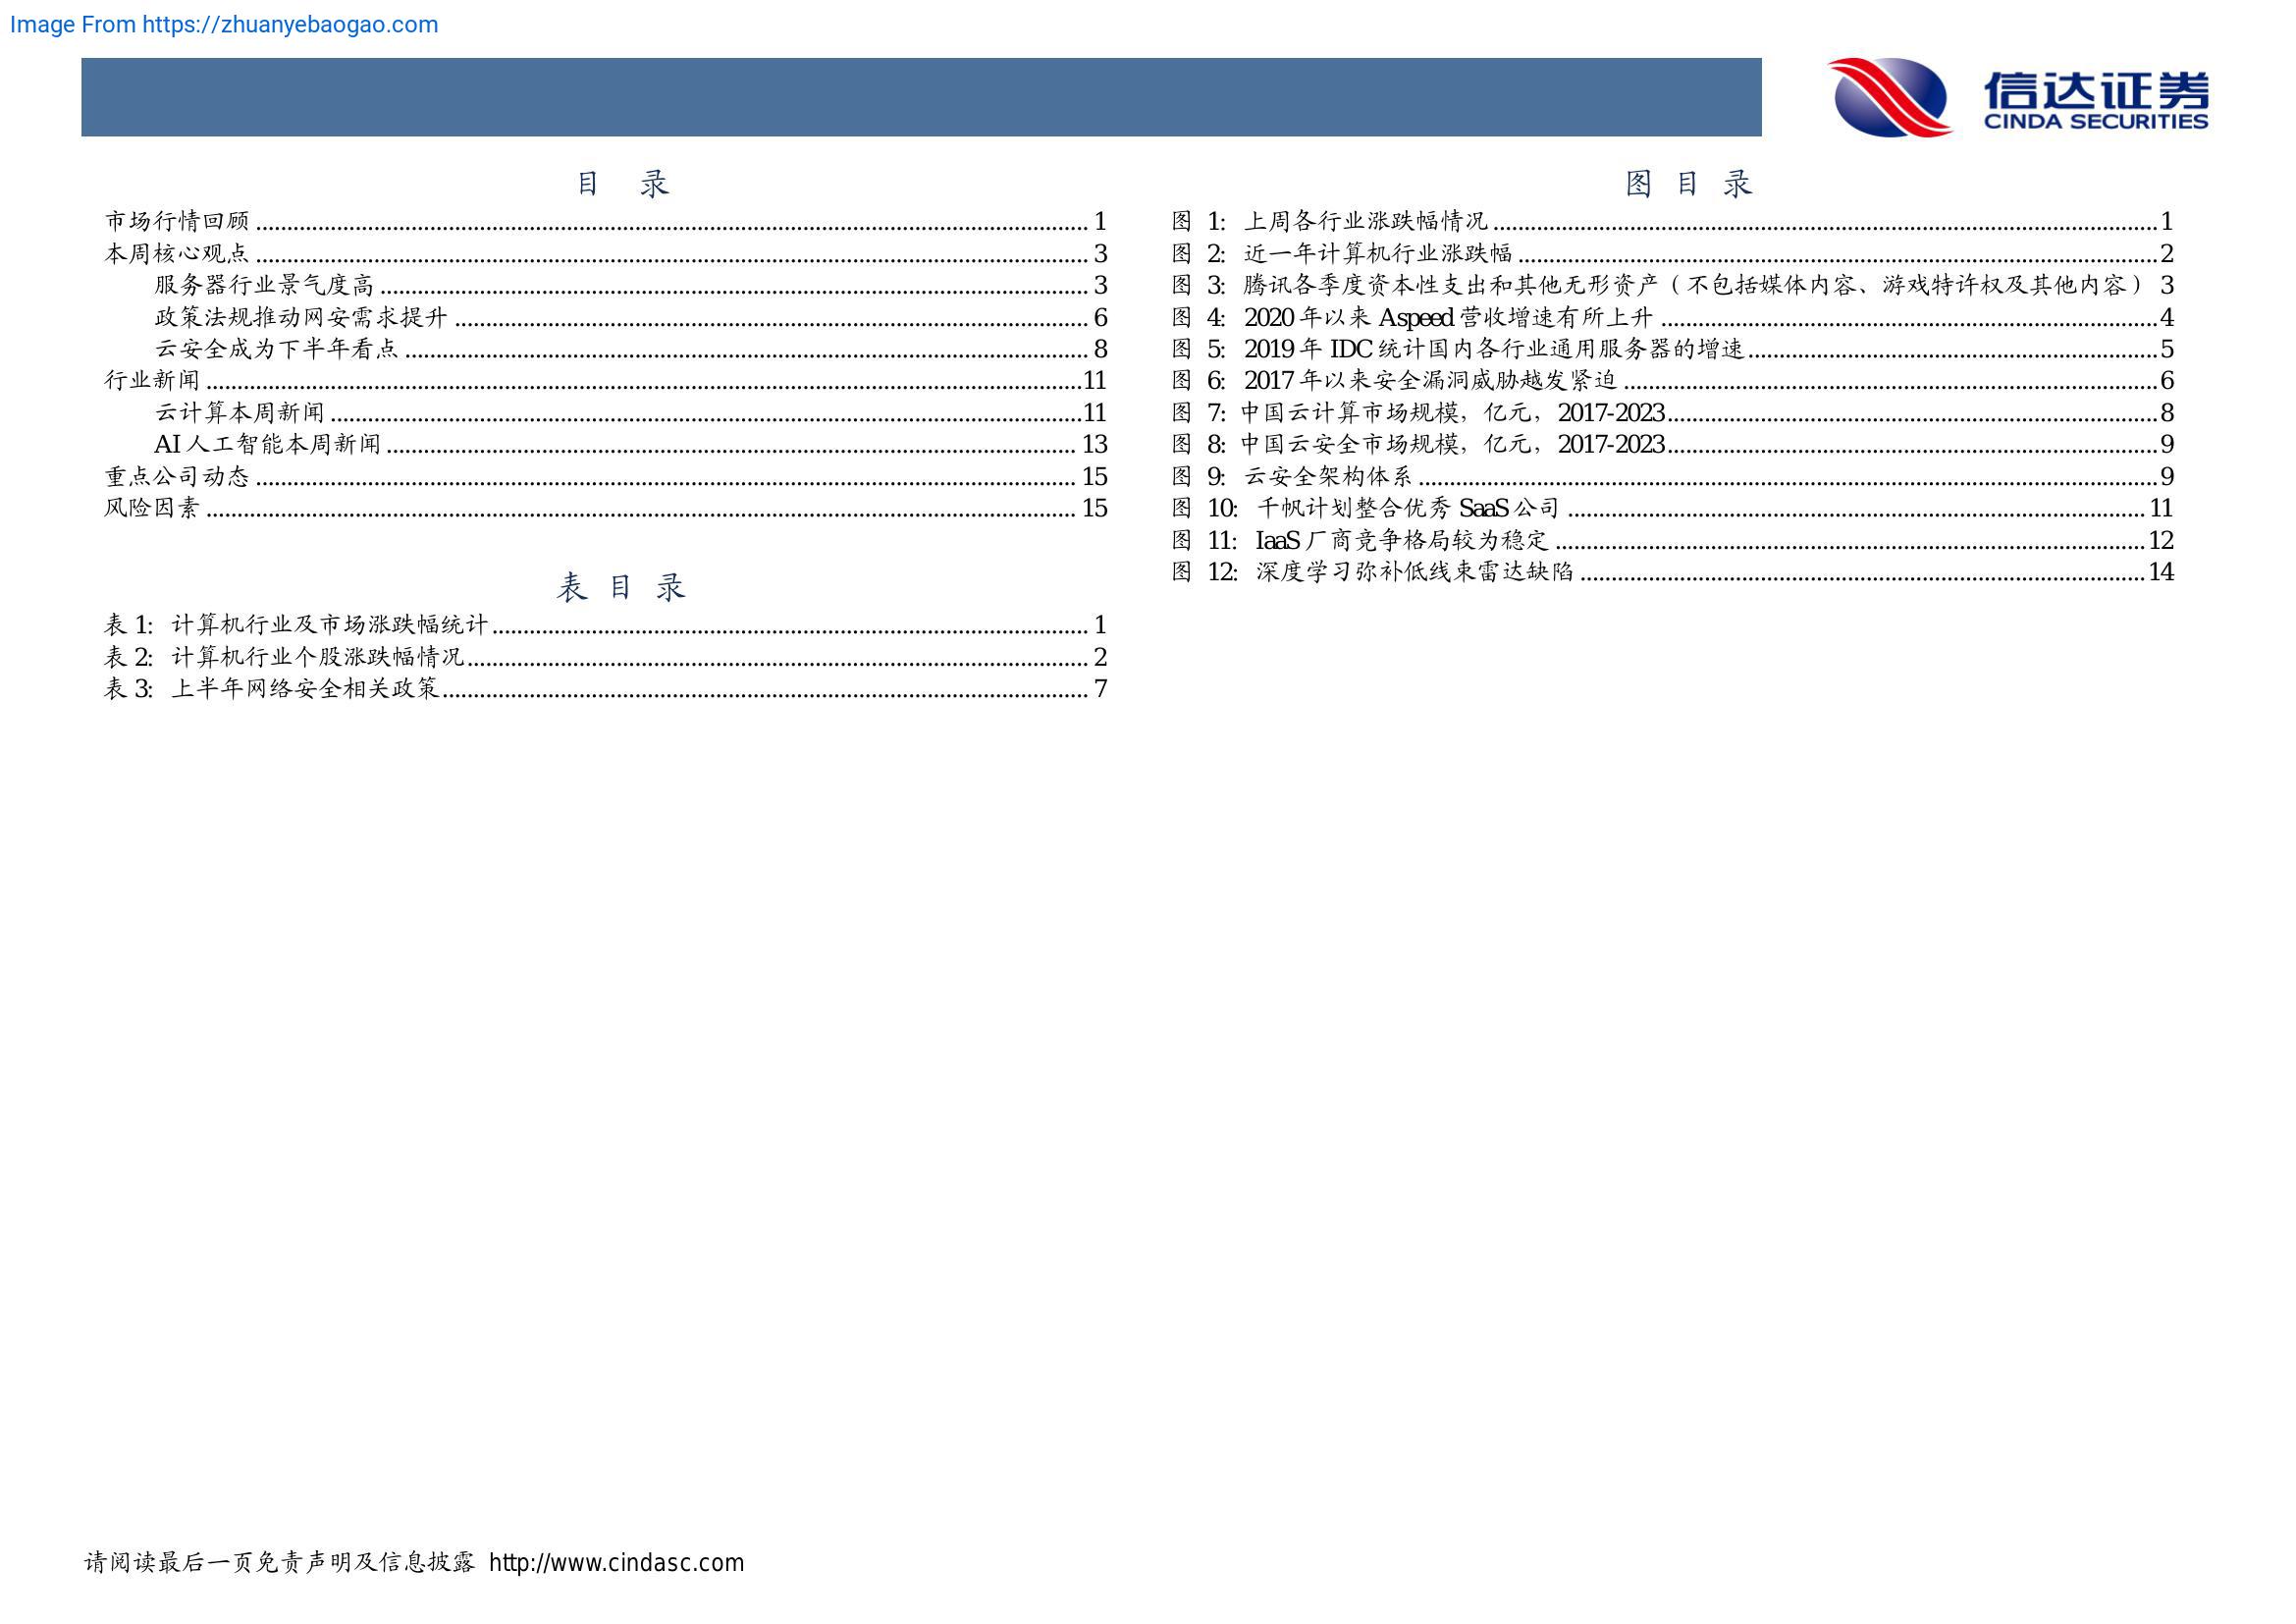 Image From https://zhuanyebaogao.com
信达证券
CINDA SECURITIES
目 录
市场行情回顾 ........ 1
本周核心观点 ........ 3
服务器行业景气度高 ........ 3
政策法规推动网安需求提升 ........ 6
云安全成为下半年看点 ........ 8
行业新闻 ........ 11
云计算本周新闻 ........ 11
AI 人工智能本周新闻 ........ 13
重点公司动态 ........ 15
风险因素 ........ 15
表 目 录
表 1: 计算机行业及市场涨跌幅统计 ........ 1
表 2: 计算机行业个股涨跌幅情况 ........ 2
表 3: 上半年网络安全相关政策 ........ 7
图 目 录
图 1: 上周各行业涨跌幅情况 ........ 1
图 2: 近一年计算机行业涨跌幅 ........ 2
图 3: 腾讯各季度资本性支出和其他无形资产（不包括媒体内容、游戏特许权及其他内容） 3
图 4: 2020 年以来 Aspeed 营收增速有所上升 ........ 4
图 5: 2019 年 IDC 统计国内各行业通用服务器的增速 ........ 5
图 6: 2017 年以来安全漏洞威胁越发紧迫 ........ 6
图 7: 中国云计算市场规模，亿元，2017-2023 ........ 8
图 8: 中国云安全市场规模，亿元，2017-2023 ........ 9
图 9: 云安全架构体系 ........ 9
图 10: 千帆计划整合优秀 SaaS 公司 ........ 11
图 11: IaaS 厂商竞争格局较为稳定 ........ 12
图 12: 深度学习弥补低线束雷达缺陷 ........ 14
请阅读最后一页免责声明及信息披露 http://www.cindasc.com